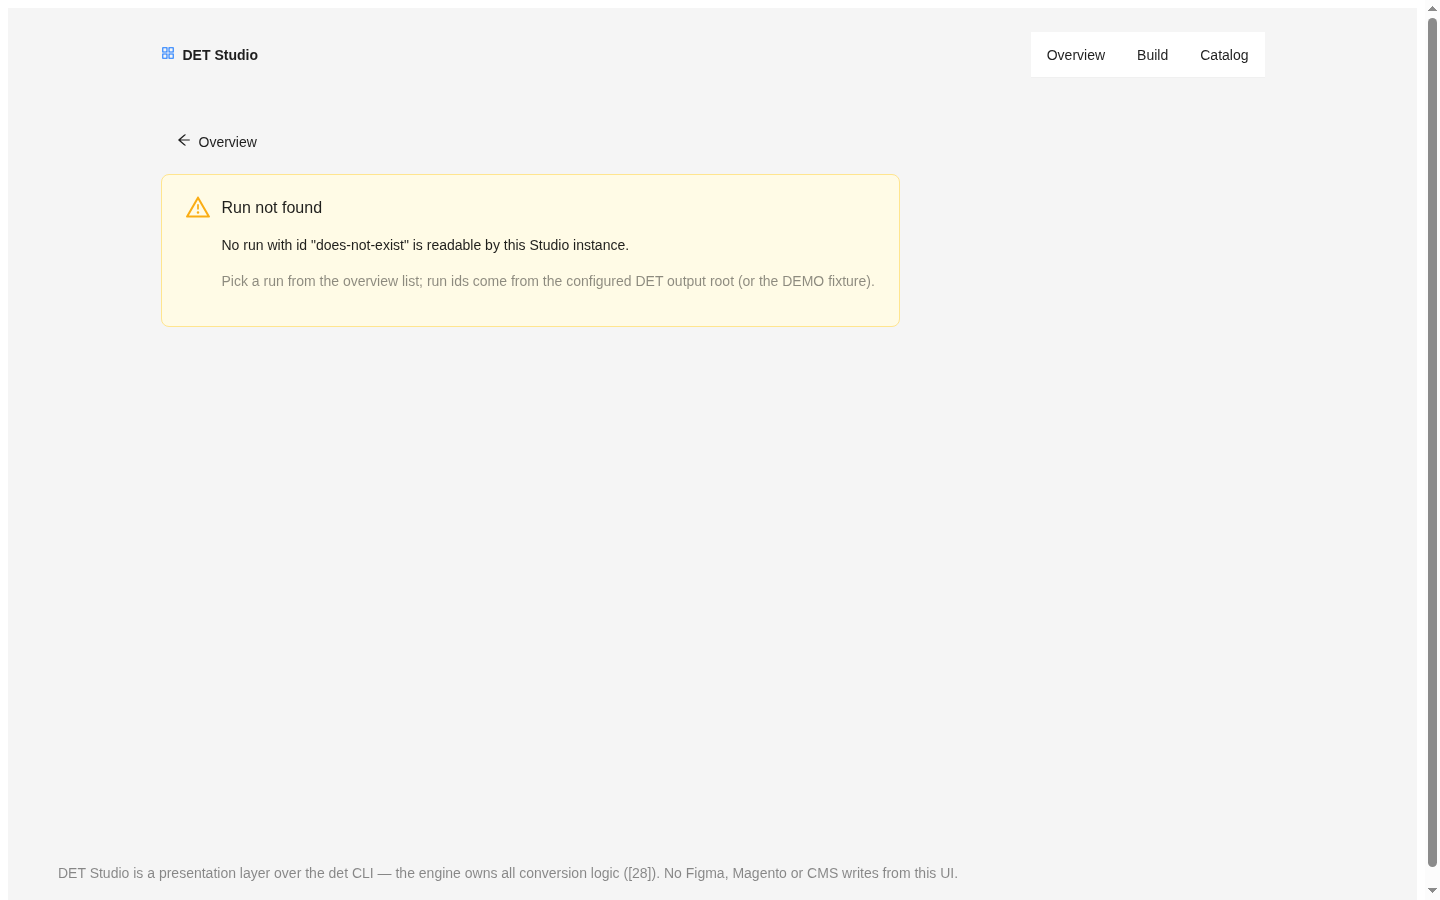 DET Studio
Overview
Build
Catalog
Overview
Run not found
No run with id "does-not-exist" is readable by this Studio instance.
Pick a run from the overview list; run ids come from the configured DET output root (or the DEMO fixture).
DET Studio is a presentation layer over the det CLI — the engine owns all conversion logic ([28]). No Figma, Magento or CMS writes from this UI.